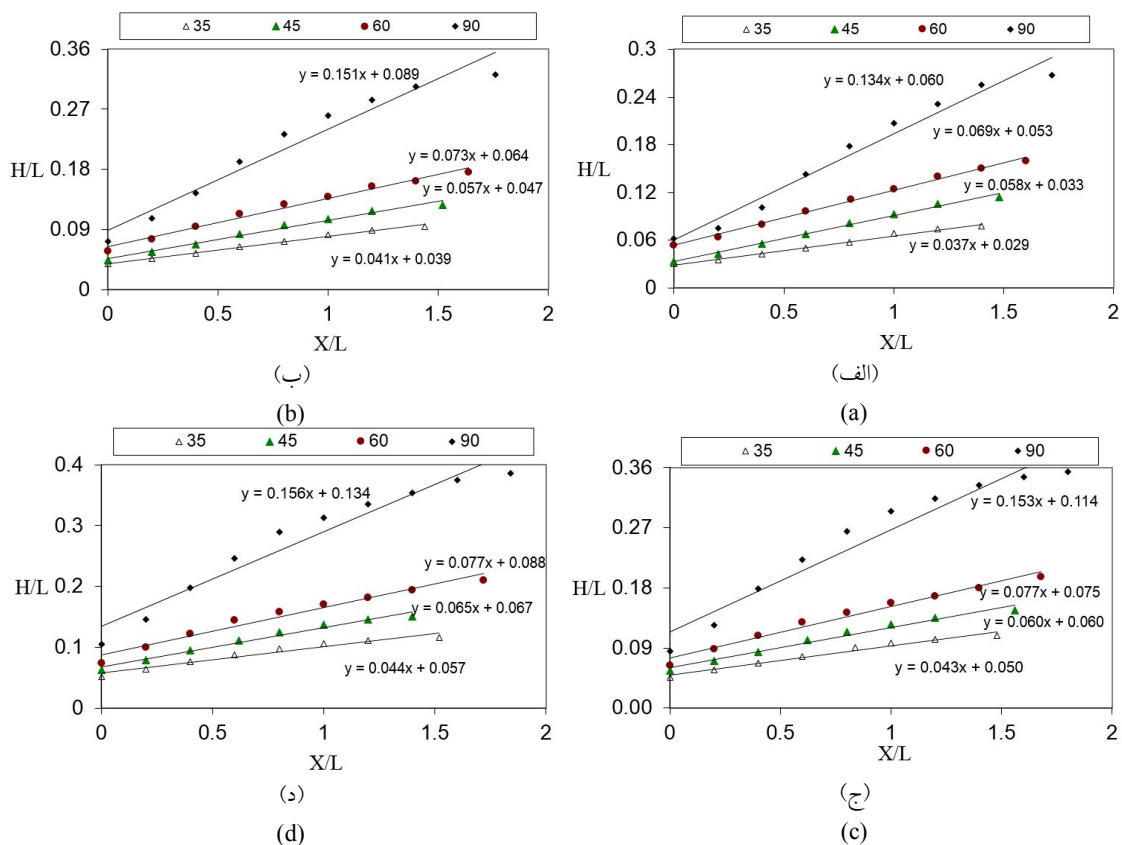 35 45 60 90
0.36
0.27
0.18
0.09
0
H/L
y = 0.151x + 0.089
y = 0.073x + 0.064
y = 0.057x + 0.047
y = 0.041x + 0.039
0 0.5 1 1.5 2
X/L
(ب)
(b)
35 45 60 90
0.3
0.24
0.18
0.12
0.06
0
H/L
y = 0.134x + 0.060
y = 0.069x + 0.053
y = 0.058x + 0.033
y = 0.037x + 0.029
0 0.5 1 1.5 2
X/L
(الف)
(a)
35 45 60 90
0.4
0.3
0.2
0.1
0
H/L
y = 0.156x + 0.134
y = 0.077x + 0.088
y = 0.065x + 0.067
y = 0.044x + 0.057
0 0.5 1 1.5 2
X/L
(د)
(d)
35 45 60 90
0.36
0.27
0.18
0.09
0.00
H/L
y = 0.153x + 0.114
y = 0.077x + 0.075
y = 0.060x + 0.060
y = 0.043x + 0.050
0 0.5 1 1.5 2
X/L
(ج)
(c)